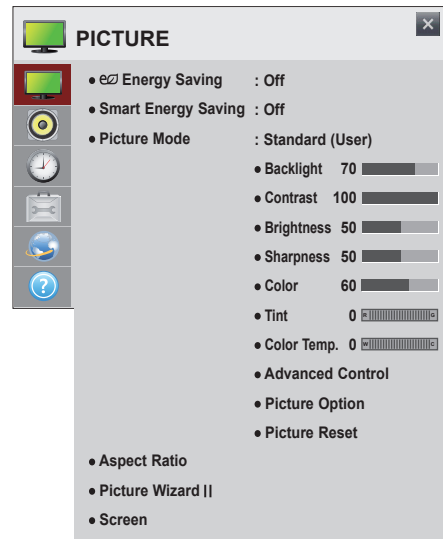 PICTURE
• e Energy Saving : Off
• Smart Energy Saving : Off
• Picture Mode : Standard (User)
• Backlight 70
• Contrast 100
• Brightness 50
• Sharpness 50
• Color 60
• Tint 0 R G
• Color Temp. 0 W C
• Advanced Control
• Picture Option
• Picture Reset
• Aspect Ratio
• Picture Wizard II
• Screen